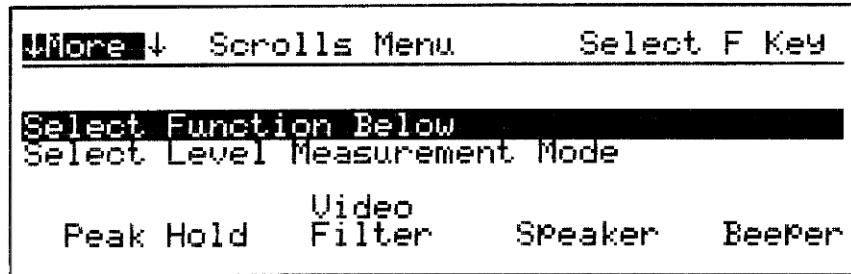 ↓More↓ Scrolls Menu Select F Key
Select Function Below
Select Level Measurement Mode
Video
Peak Hold Filter Speaker Beeper